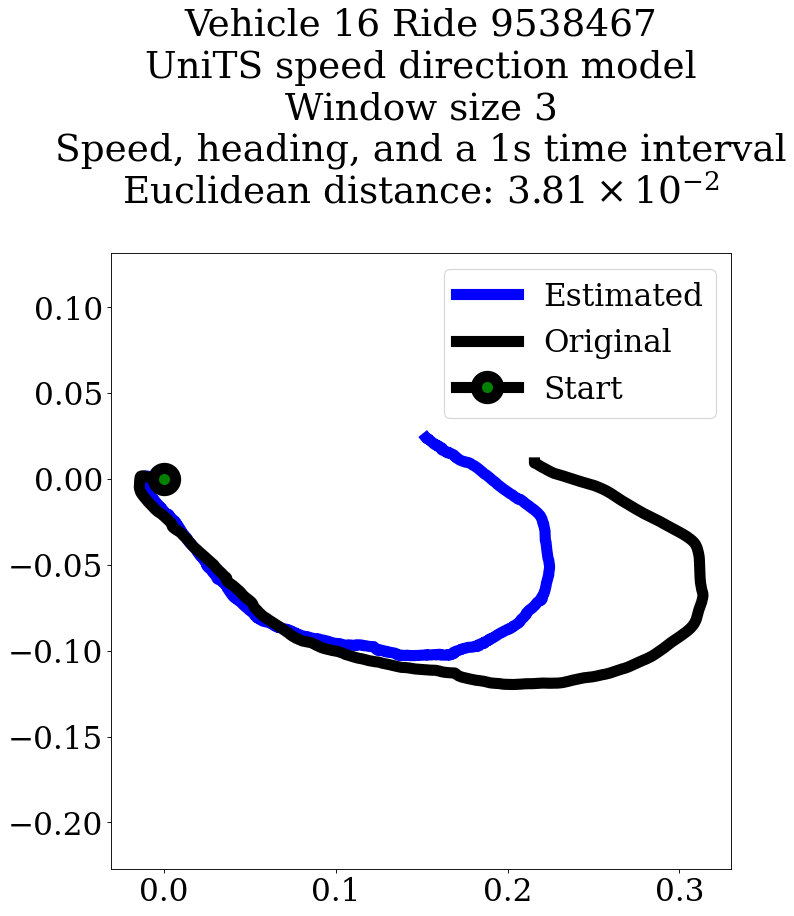 Vehicle 16 Ride 9538467
UniTS speed direction model
Window size 3
Speed, heading, and a 1s time interval
Euclidean distance: 3.81 × 10⁻²
Estimated
Original
Start
0.10
0.05
0.00
−0.05
−0.10
−0.15
−0.20
0.0 0.1 0.2 0.3